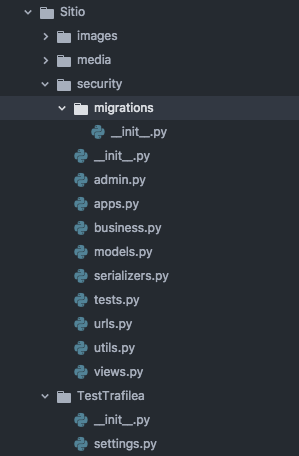 Sitio
images
media
security
migrations
__init__.py
__init__.py
admin.py
apps.py
business.py
models.py
serializers.py
tests.py
urls.py
utils.py
views.py
TestTrafilea
__init__.py
settings.py